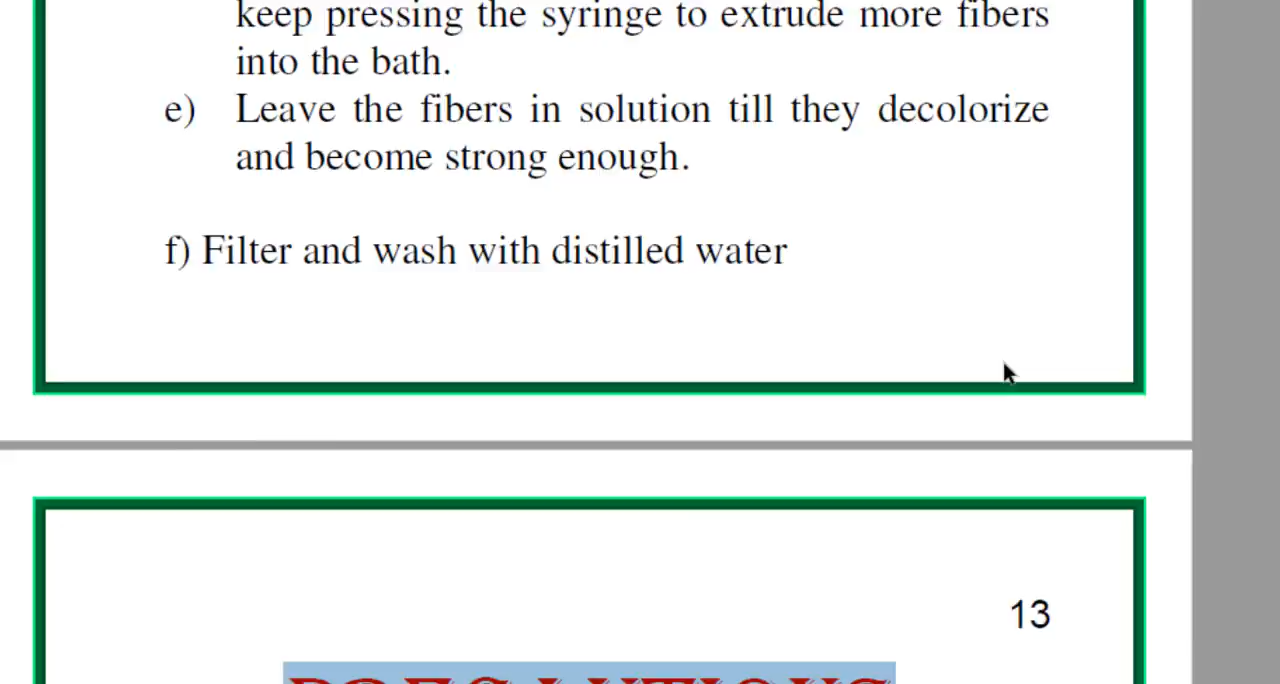 keep pressing the syringe to extrude more fibers
into the bath.
e) Leave the fibers in solution till they decolorize
and become strong enough.
f) Filter and wash with distilled water
13